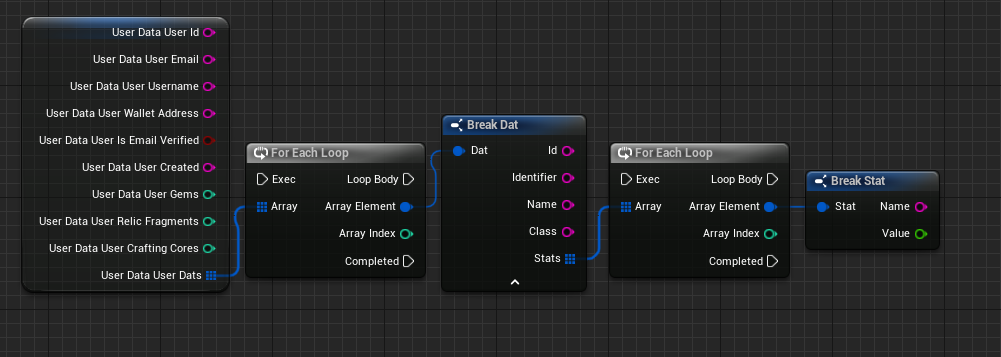 User Data User Id
User Data User Email
User Data User Username
User Data User Wallet Address
User Data User Is Email Verified
User Data User Created
User Data User Gems
User Data User Relic Fragments
User Data User Crafting Cores
User Data User Dats
For Each Loop
Exec
Loop Body
Array
Array Element
Array Index
Completed
Break Dat
Dat
Id
Identifier
Name
Class
Stats
For Each Loop
Exec
Loop Body
Array
Array Element
Array Index
Completed
Break Stat
Stat
Name
Value